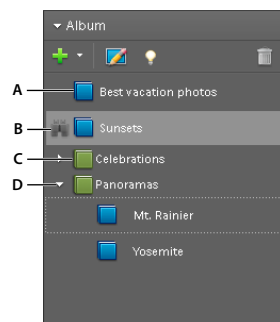 Album
A Best vacation photos
B Sunsets
C Celebrations
D Panoramas
Mt. Rainier
Yosemite